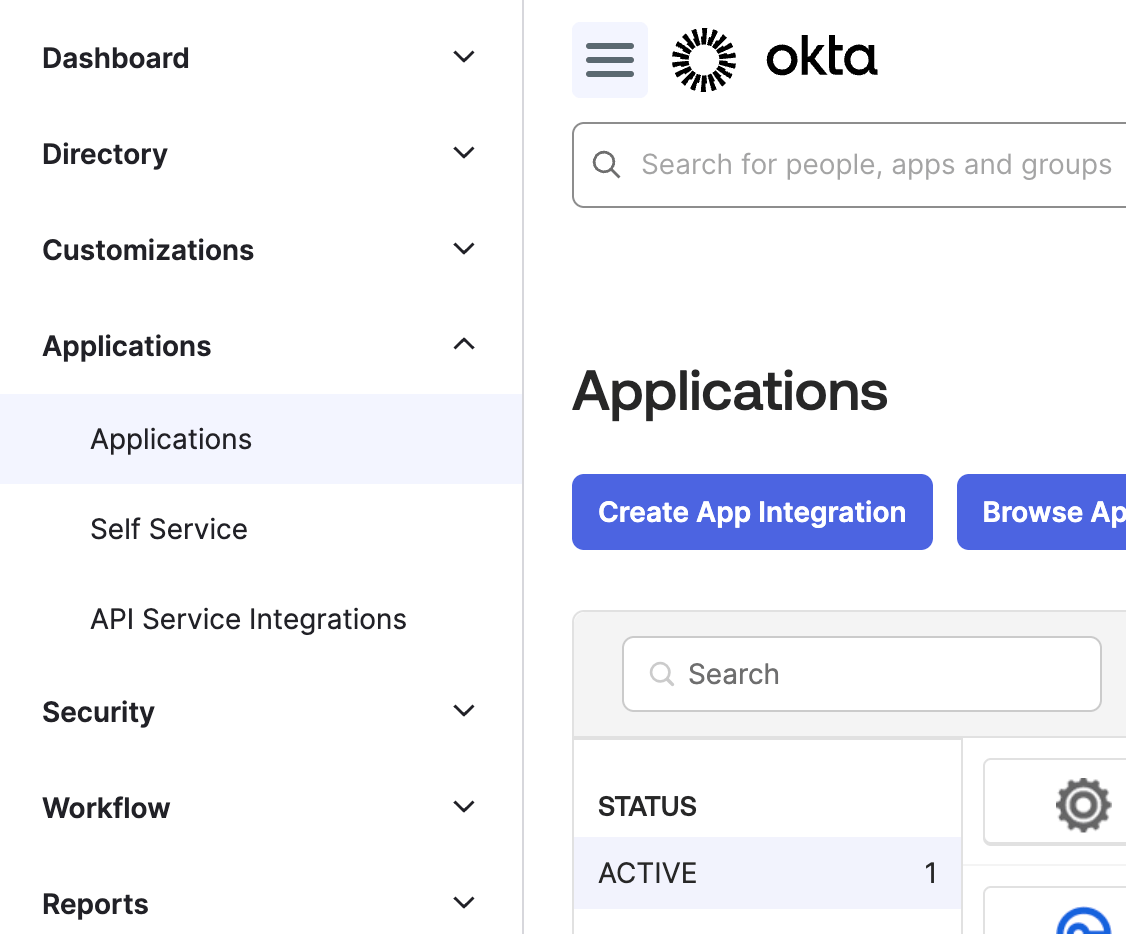 Dashboard
Directory
Customizations
Applications
Applications
Self Service
API Service Integrations
Security
Workflow
Reports
okta
Search for people, apps and groups
Applications
Create App Integration
Browse Ap
Search
STATUS
ACTIVE 1